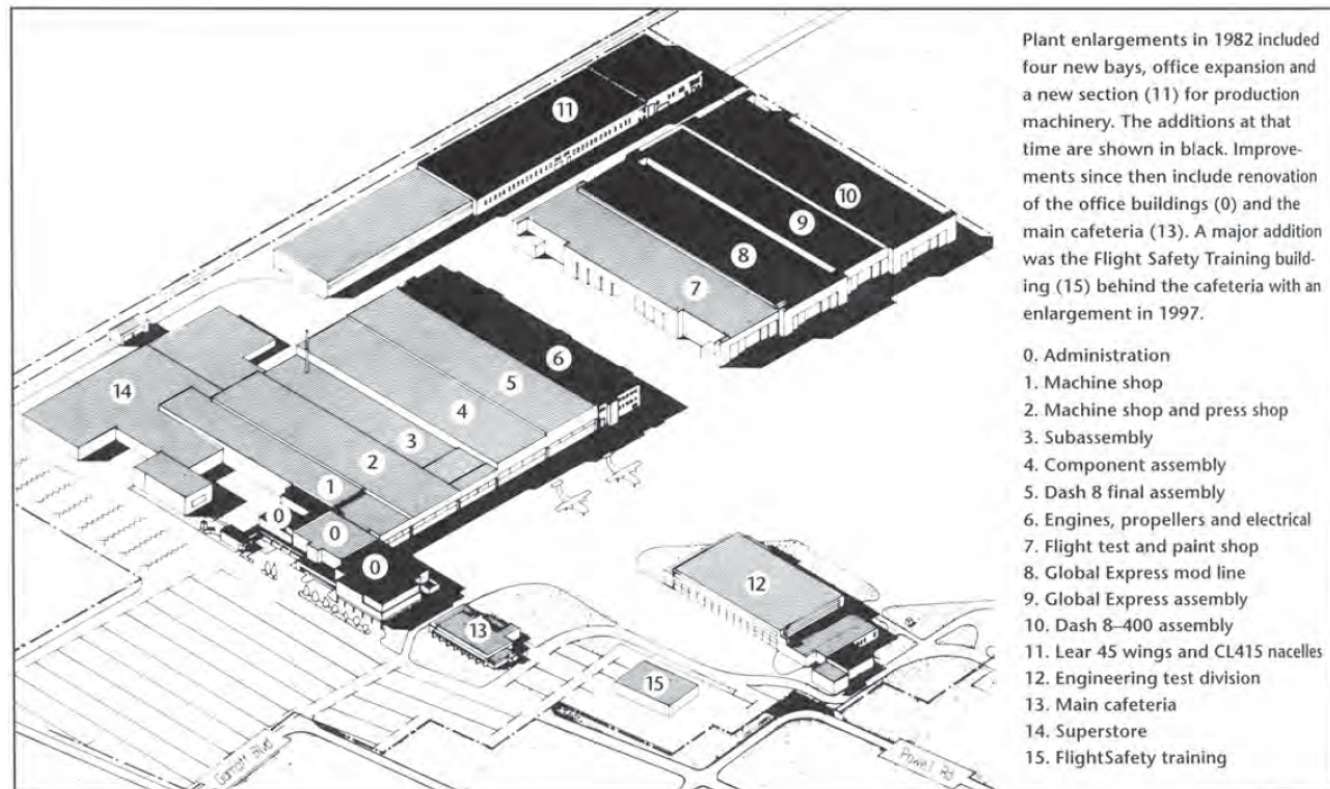 Plant enlargements in 1982 included
four new bays, office expansion and
a new section (11) for production
machinery. The additions at that
time are shown in black. Improve-
ments since then include renovation
of the office buildings (0) and the
main cafeteria (13). A major addition
was the Flight Safety Training build-
ing (15) behind the cafeteria with an
enlargement in 1997.
0. Administration
1. Machine shop
2. Machine shop and press shop
3. Subassembly
4. Component assembly
5. Dash 8 final assembly
6. Engines, propellers and electrical
7. Flight test and paint shop
8. Global Express mod line
9. Global Express assembly
10. Dash 8–400 assembly
11. Lear 45 wings and CL415 nacelles
12. Engineering test division
13. Main cafeteria
14. Superstore
15. FlightSafety training
11
10
9
8
7
6
5
14
4
3
2
1
0
0
0
12
13
15
Garratt Blvd
Powell Rd